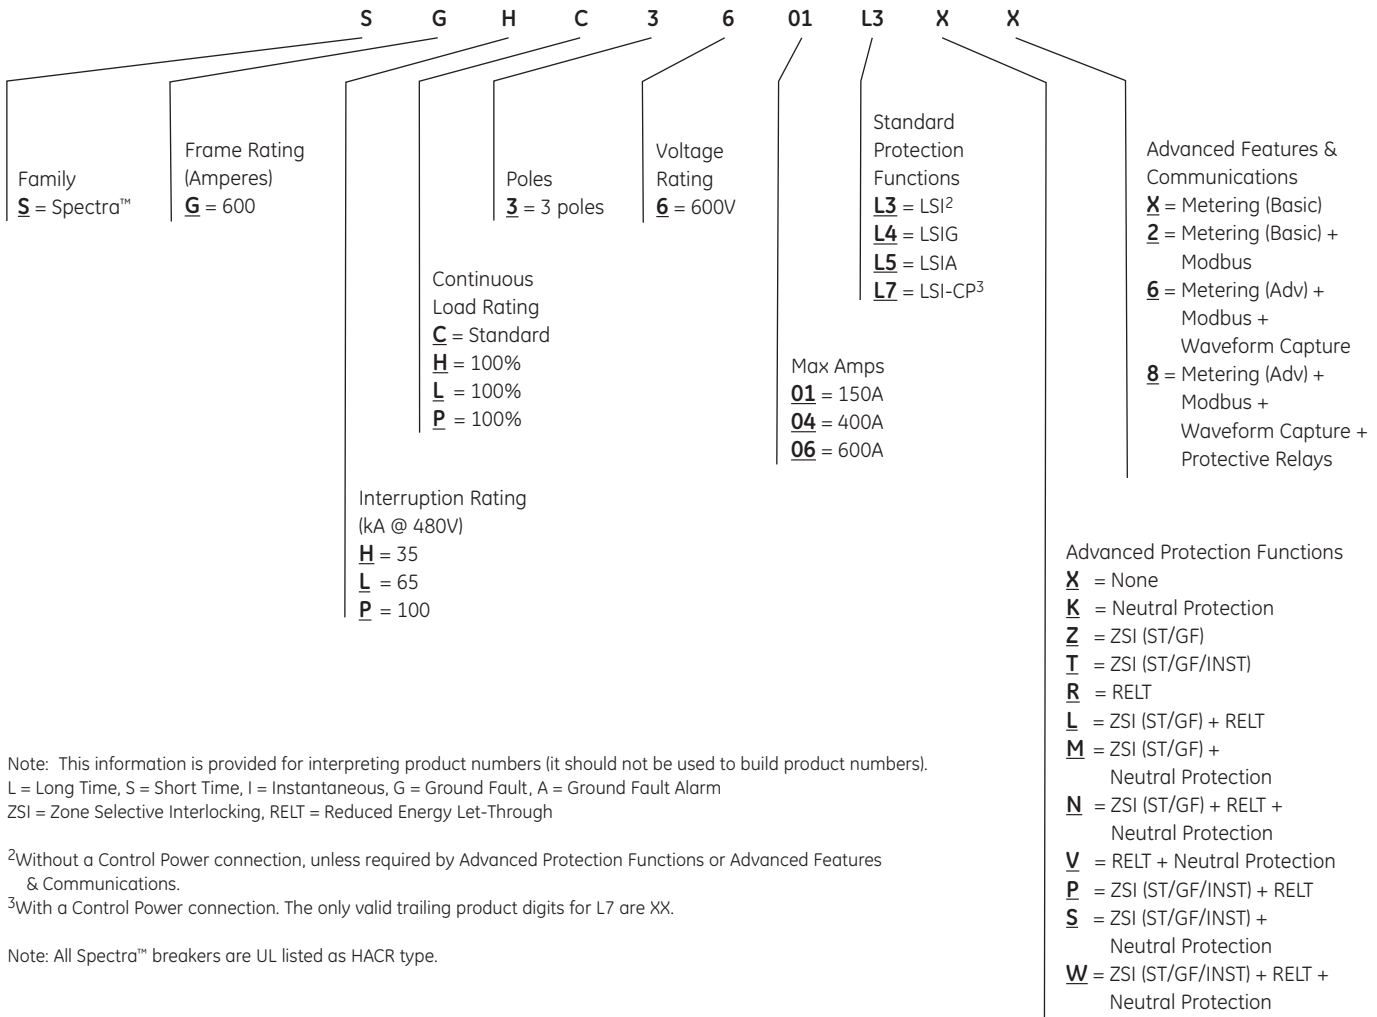 S G H C 3 6 01 L3 X X
Family
S = Spectra™
Frame Rating
(Amperes)
G = 600
Interruption Rating
(kA @ 480V)
H = 35
L = 65
P = 100
Continuous
Load Rating
C = Standard
H = 100%
L = 100%
P = 100%
Poles
3 = 3 poles
Voltage
Rating
6 = 600V
Max Amps
01 = 150A
04 = 400A
06 = 600A
Standard
Protection
Functions
L3 = LSI²
L4 = LSIG
L5 = LSIA
L7 = LSI-CP³
Advanced Protection Functions
X = None
K = Neutral Protection
Z = ZSI (ST/GF)
T = ZSI (ST/GF/INST)
R = RELT
L = ZSI (ST/GF) + RELT
M = ZSI (ST/GF) +
Neutral Protection
N = ZSI (ST/GF) + RELT +
Neutral Protection
V = RELT + Neutral Protection
P = ZSI (ST/GF/INST) + RELT
S = ZSI (ST/GF/INST) +
Neutral Protection
W = ZSI (ST/GF/INST) + RELT +
Neutral Protection
Advanced Features &
Communications
X = Metering (Basic)
2 = Metering (Basic) +
Modbus
6 = Metering (Adv) +
Modbus +
Waveform Capture
8 = Metering (Adv) +
Modbus +
Waveform Capture +
Protective Relays
Note: This information is provided for interpreting product numbers (it should not be used to build product numbers).
L = Long Time, S = Short Time, I = Instantaneous, G = Ground Fault, A = Ground Fault Alarm
ZSI = Zone Selective Interlocking, RELT = Reduced Energy Let-Through
²Without a Control Power connection, unless required by Advanced Protection Functions or Advanced Features
& Communications.
³With a Control Power connection. The only valid trailing product digits for L7 are XX.
Note: All Spectra™ breakers are UL listed as HACR type.